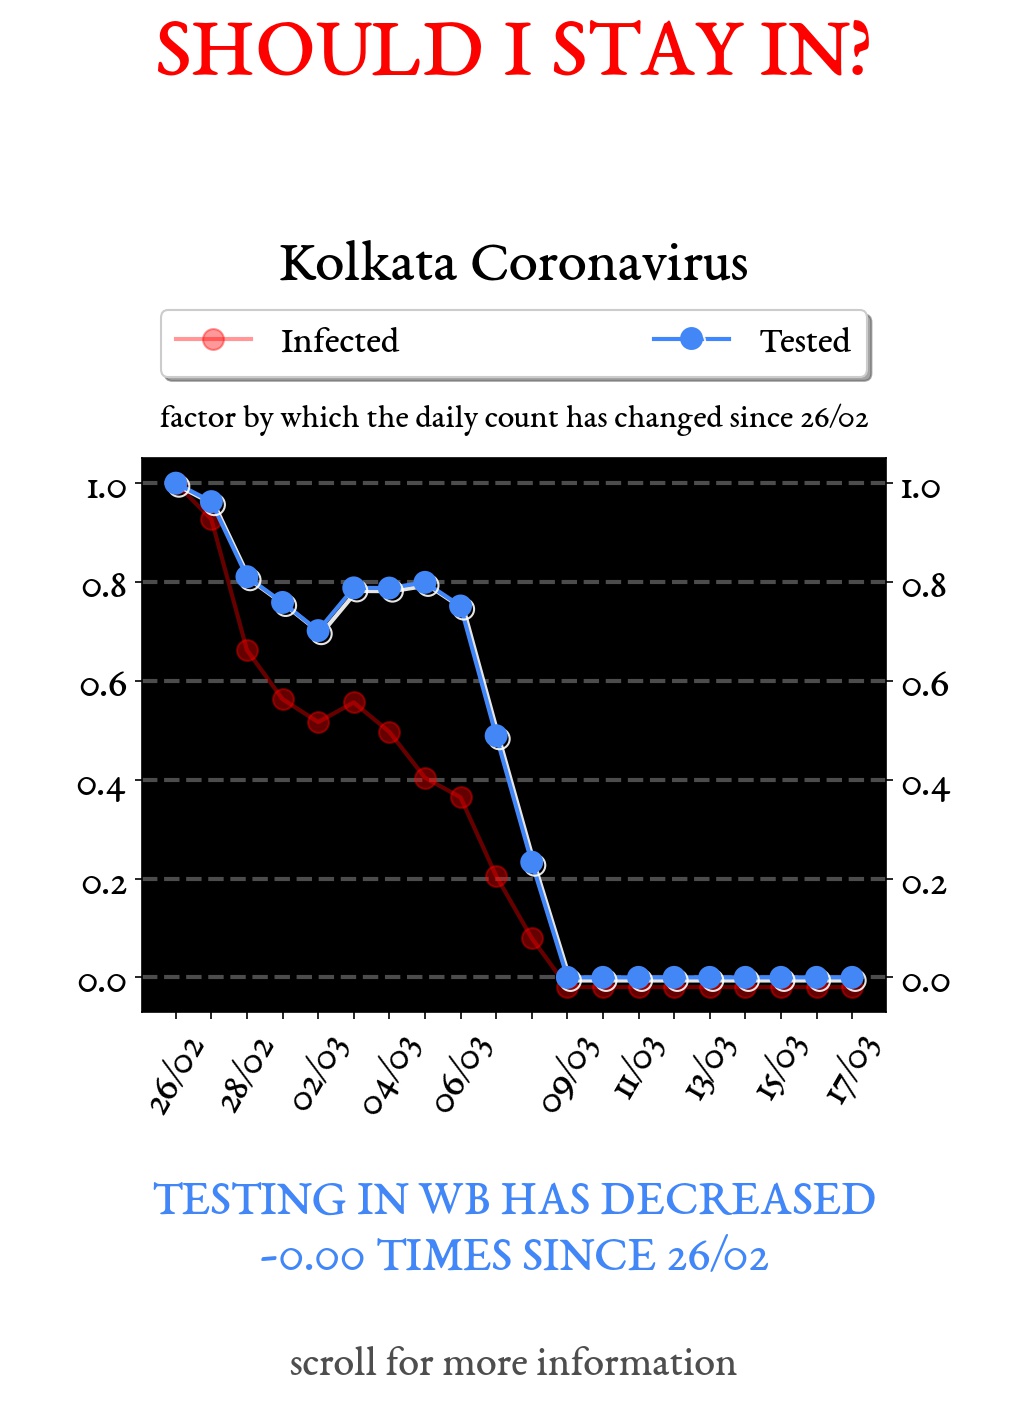 SHOULD I STAY IN?
Kolkata Coronavirus
Infected Tested
factor by which the daily count has changed since 26/02
1.0 1.0
0.8 0.8
0.6 0.6
0.4 0.4
0.2 0.2
0.0 0.0
26/02 28/02 02/03 04/03 06/03 09/03 11/03 13/03 15/03 17/03
TESTING IN WB HAS DECREASED
-0.00 TIMES SINCE 26/02
scroll for more information